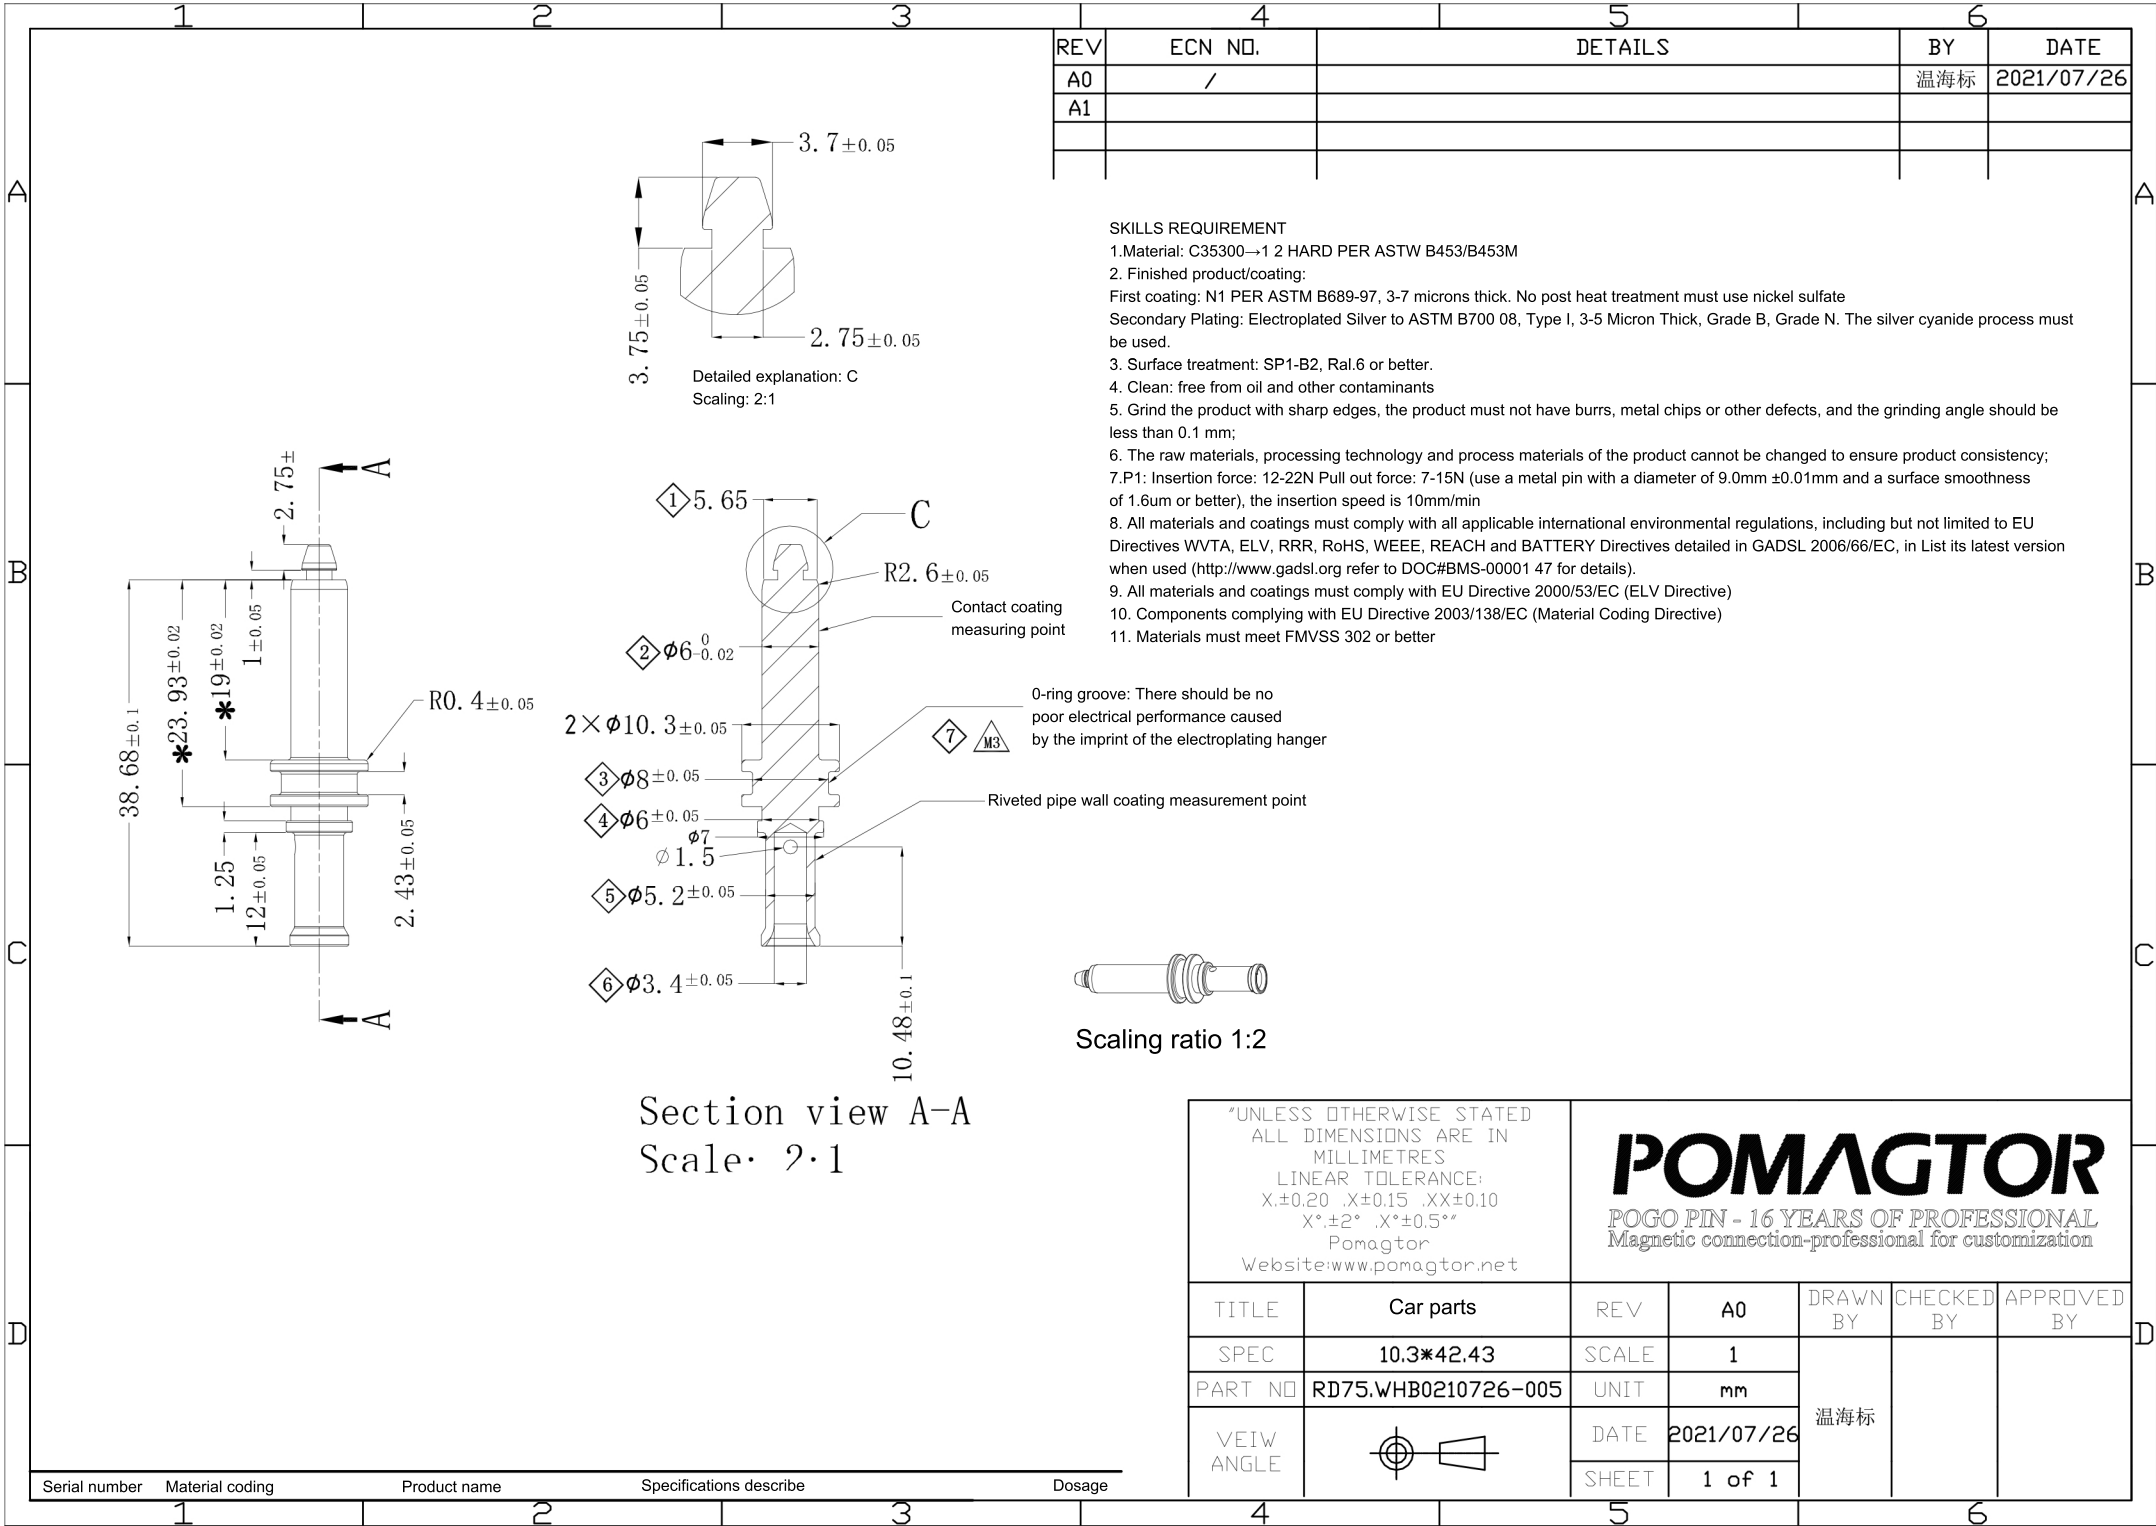 1 2 3 4 5 6
REV ECN NO. DETAILS BY DATE
A0 / 温海标 2021/07/26
A1
A A
B B
C C
D D
3.7±0.05
3.75±0.05
2.75±0.05
Detailed explanation: C
Scaling: 2:1
SKILLS REQUIREMENT
1.Material: C35300→1 2 HARD PER ASTW B453/B453M
2. Finished product/coating:
First coating: N1 PER ASTM B689-97, 3-7 microns thick. No post heat treatment must use nickel sulfate
Secondary Plating: Electroplated Silver to ASTM B700 08, Type I, 3-5 Micron Thick, Grade B, Grade N. The silver cyanide process must
be used.
3. Surface treatment: SP1-B2, Ral.6 or better.
4. Clean: free from oil and other contaminants
5. Grind the product with sharp edges, the product must not have burrs, metal chips or other defects, and the grinding angle should be
less than 0.1 mm;
6. The raw materials, processing technology and process materials of the product cannot be changed to ensure product consistency;
7.P1: Insertion force: 12-22N Pull out force: 7-15N (use a metal pin with a diameter of 9.0mm ±0.01mm and a surface smoothness
of 1.6um or better), the insertion speed is 10mm/min
8. All materials and coatings must comply with all applicable international environmental regulations, including but not limited to EU
Directives WVTA, ELV, RRR, RoHS, WEEE, REACH and BATTERY Directives detailed in GADSL 2006/66/EC, in List its latest version
when used (http://www.gadsl.org refer to DOC#BMS-00001 47 for details).
9. All materials and coatings must comply with EU Directive 2000/53/EC (ELV Directive)
10. Components complying with EU Directive 2003/138/EC (Material Coding Directive)
11. Materials must meet FMVSS 302 or better
A
2.75±
1±0.05
*19±0.02
*23.93±0.02
38.68±0.1
R0.4±0.05
1.25
12±0.05
2.43±0.05
A
1 5.65
C
R2.6±0.05
Contact coating
measuring point
2 ϕ6 0 -0.02
2×ϕ10.3±0.05
0-ring groove: There should be no
poor electrical performance caused
by the imprint of the electroplating hanger
7 M3
3 ϕ8±0.05
Riveted pipe wall coating measurement point
4 ϕ6±0.05
ϕ7
∅1.5
5 ϕ5.2±0.05
6 ϕ3.4±0.05
10.48±0.1
Scaling ratio 1:2
Section view A-A
Scale: 2:1
"UNLESS OTHERWISE STATED
ALL DIMENSIONS ARE IN
MILLIMETRES
LINEAR TOLERANCE:
X.±0.20 .X±0.15 .XX±0.10
X°.±2° .X°±0.5°"
Pomagtor
Website:www.pomagtor.net
POMAGTOR
POGO PIN - 16 YEARS OF PROFESSIONAL
Magnetic connection-professional for customization
TITLE Car parts REV A0 DRAWN BY CHECKED BY APPROVED BY
SPEC 10.3*42.43 SCALE 1
PART NO RD75.WHB0210726-005 UNIT mm
VEIW ANGLE DATE 2021/07/26 温海标
SHEET 1 of 1
Serial number Material coding Product name Specifications describe Dosage
1 2 3 4 5 6